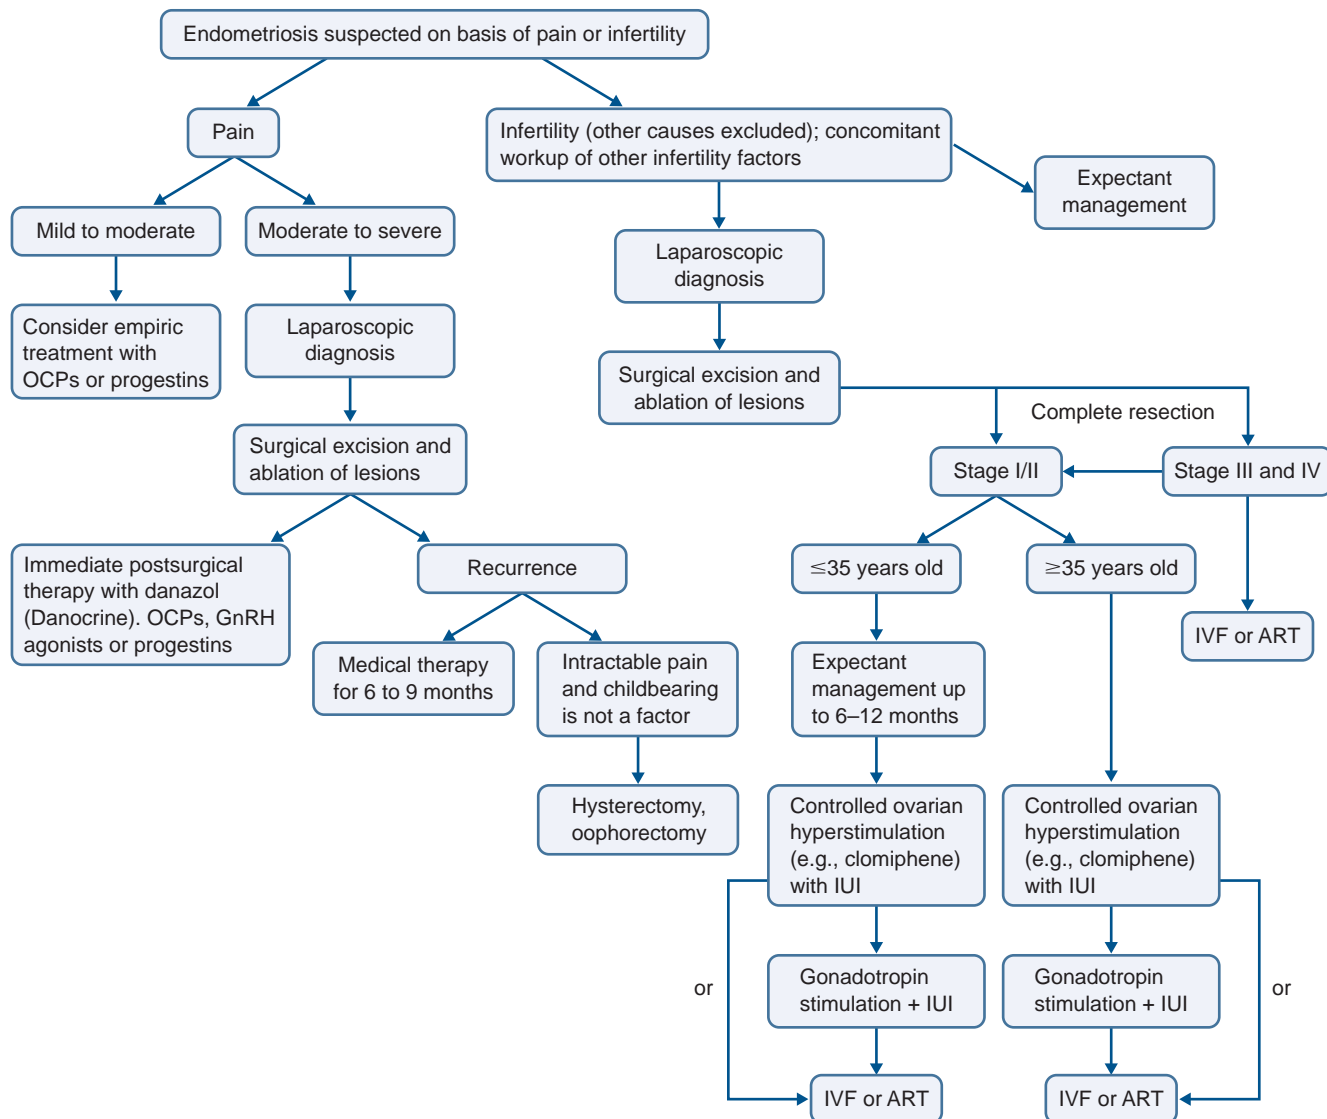 Endometriosis suspected on basis of pain or infertility
Pain
Infertility (other causes excluded); concomitant
workup of other infertility factors
Expectant
management
Mild to moderate
Moderate to severe
Laparoscopic
diagnosis
Consider empiric
treatment with
OCPs or progestins
Laparoscopic
diagnosis
Surgical excision and
ablation of lesions
Complete resection
Surgical excision and
ablation of lesions
Stage I/II
Stage III and IV
Immediate postsurgical
therapy with danazol
(Danocrine). OCPs, GnRH
agonists or progestins
Recurrence
≤35 years old
≥35 years old
IVF or ART
Medical therapy
for 6 to 9 months
Intractable pain
and childbearing
is not a factor
Expectant
management up
to 6–12 months
Hysterectomy,
oophorectomy
Controlled ovarian
hyperstimulation
(e.g., clomiphene)
with IUI
Controlled ovarian
hyperstimulation
(e.g., clomiphene)
with IUI
or
Gonadotropin
stimulation + IUI
Gonadotropin
stimulation + IUI
or
IVF or ART
IVF or ART